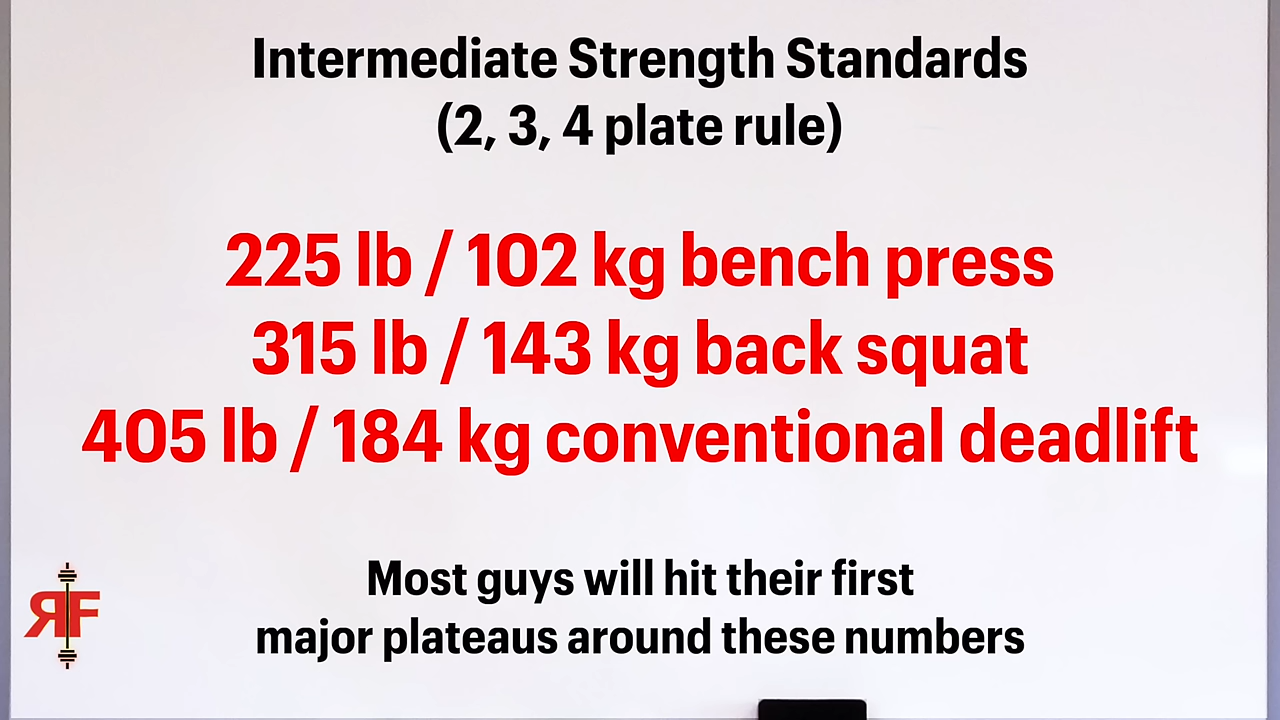 Intermediate Strength Standards
(2, 3, 4 plate rule)
225 lb / 102 kg bench press
315 lb / 143 kg back squat
405 lb / 184 kg conventional deadlift
Most guys will hit their first
major plateaus around these numbers
RF